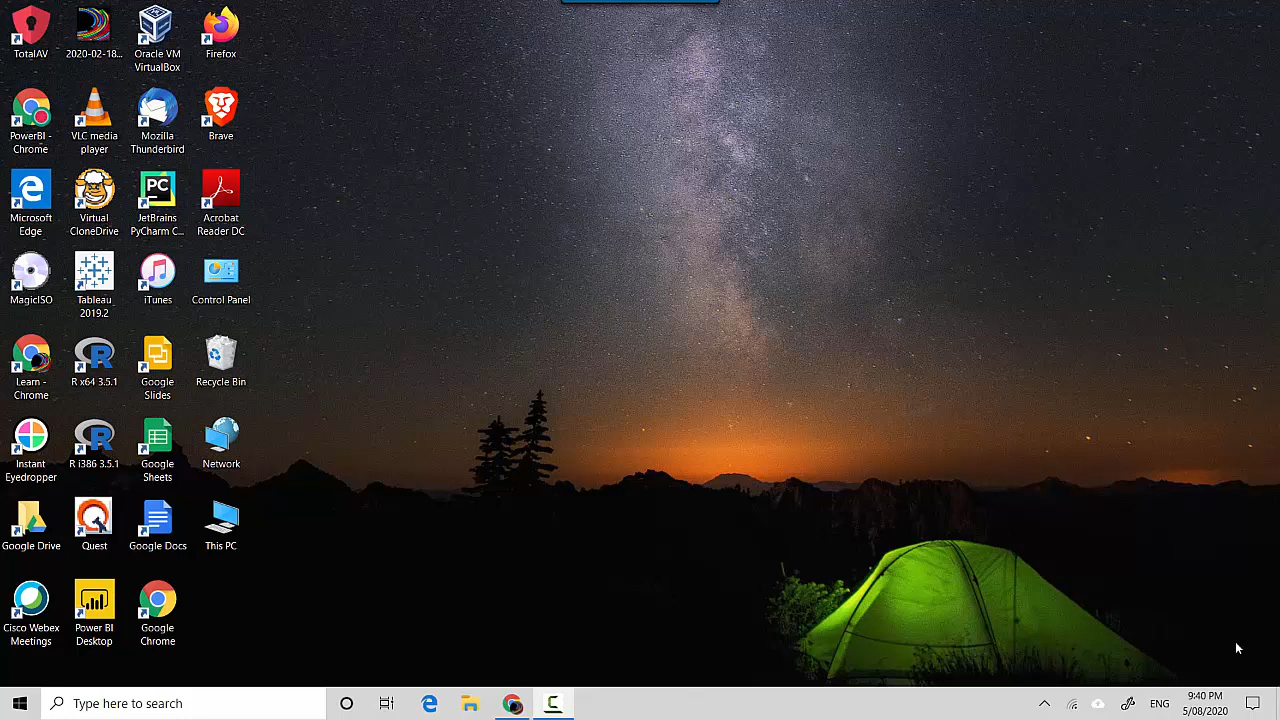 TotalAV
2020-02-18...
Oracle VM
VirtualBox
Firefox
PowerBI -
Chrome
VLC media
player
Mozilla
Thunderbird
Brave
Microsoft
Edge
Virtual
CloneDrive
PC
JetBrains
PyCharm C...
Acrobat
Reader DC
MagicISO
Tableau
2019.2
iTunes
Control Panel
Learn -
Chrome
R x64 3.5.1
Google
Slides
Recycle Bin
Instant
Eyedropper
R i386 3.5.1
Google
Sheets
Network
Google Drive
Quest
Google Docs
This PC
Cisco Webex
Meetings
Power BI
Desktop
Google
Chrome
Type here to search
ENG
9:40 PM
5/08/2020